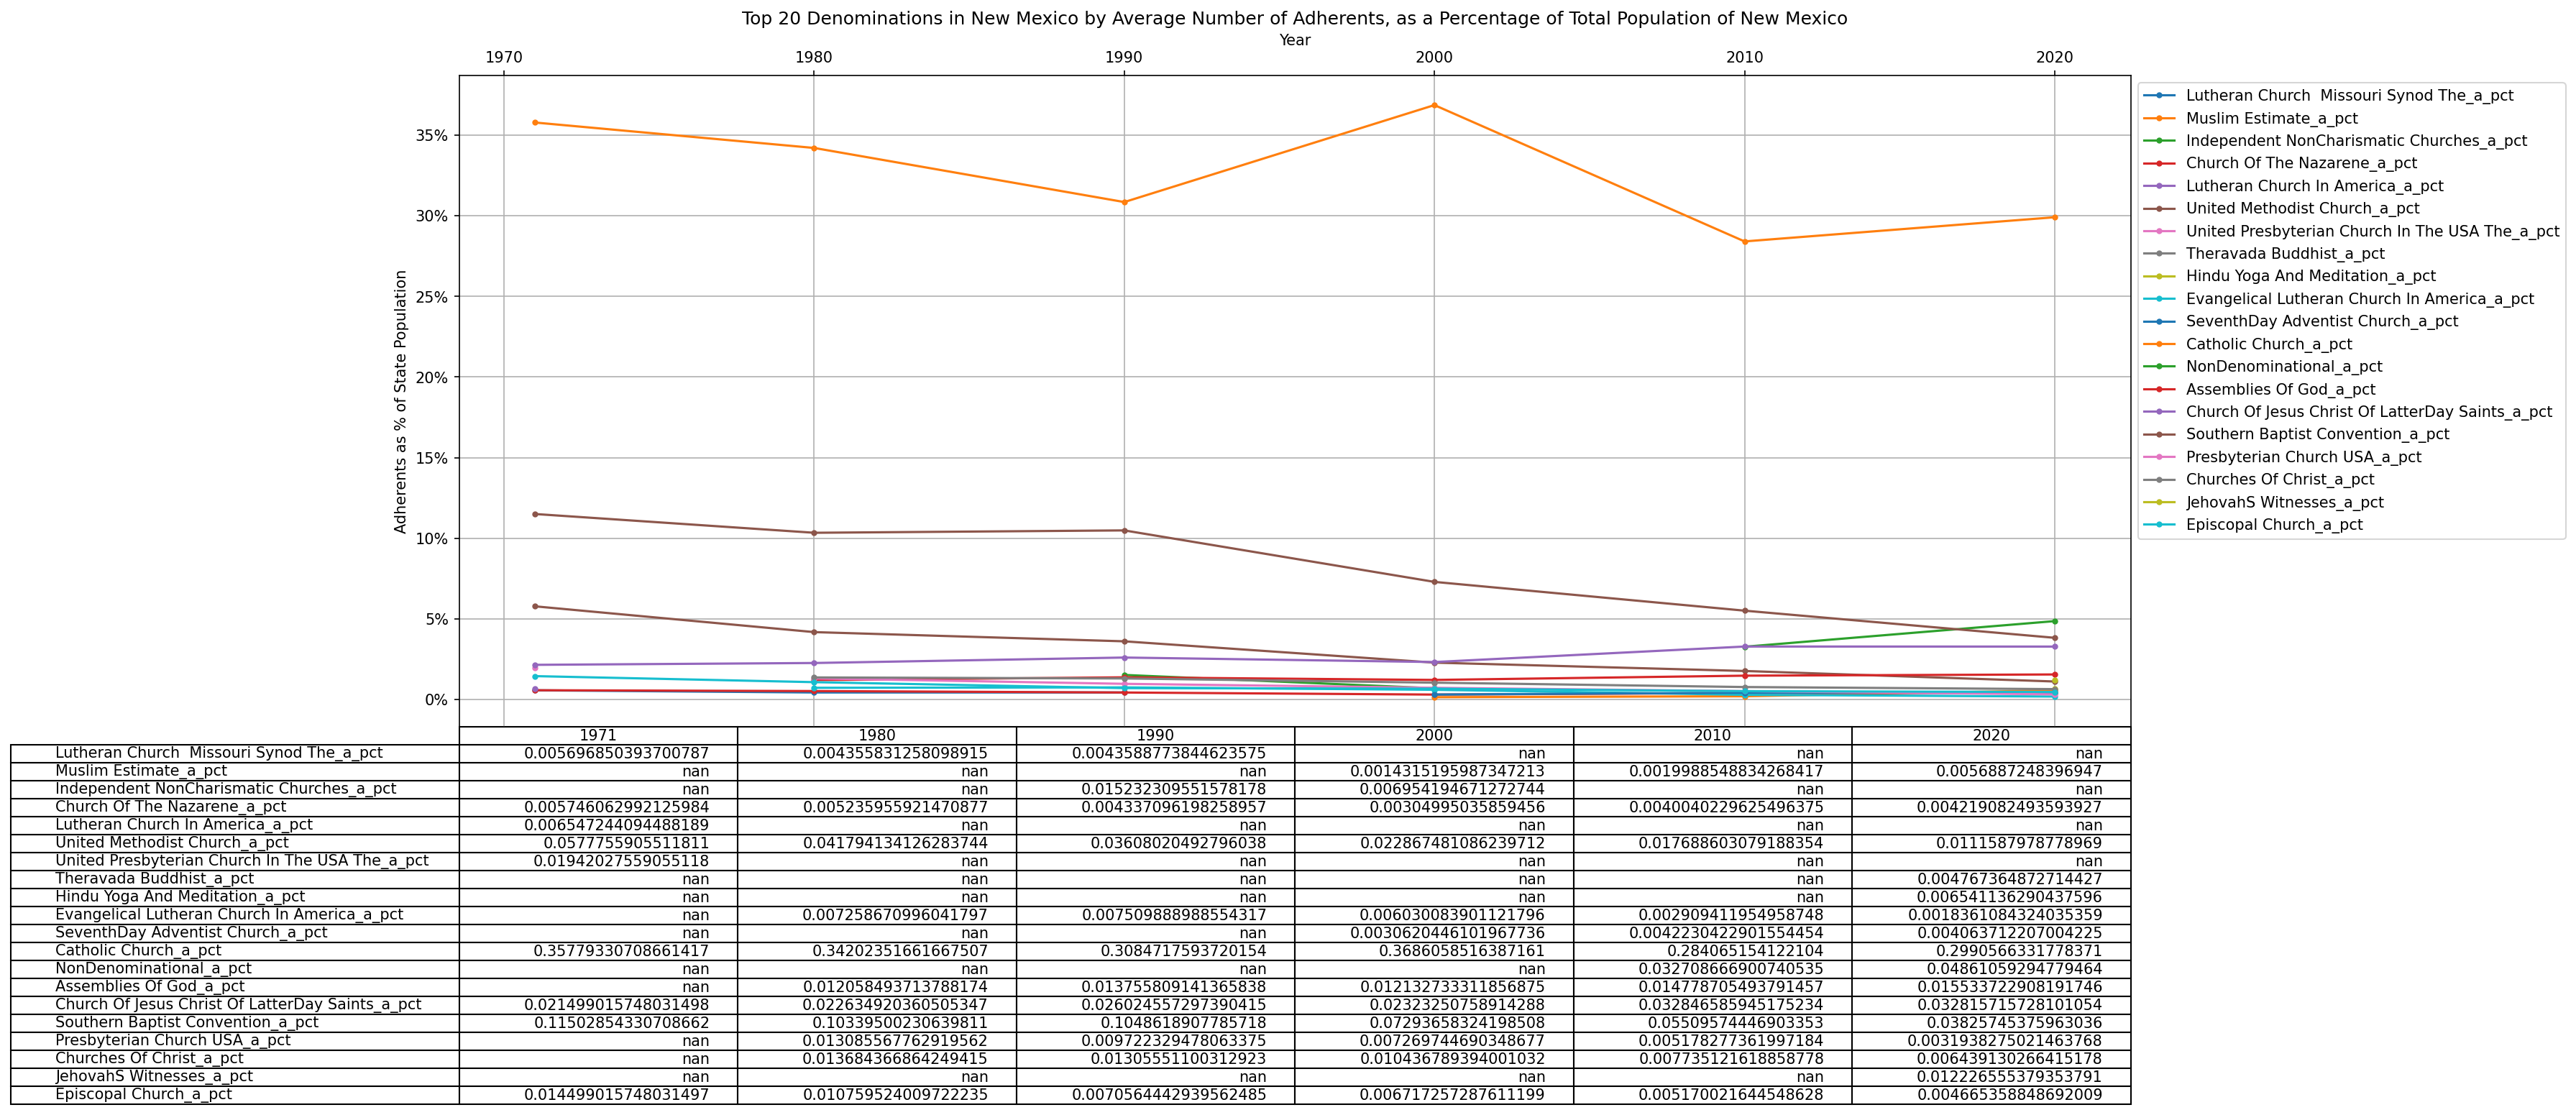 Top 20 Denominations in New Mexico by Average Number of Adherents, as a Percentage of Total Population of New Mexico
Year
1970 1980 1990 2000 2010 2020
Adherents as % of State Population
35%
30%
25%
20%
15%
10%
5%
0%
Lutheran Church  Missouri Synod The_a_pct
Muslim Estimate_a_pct
Independent NonCharismatic Churches_a_pct
Church Of The Nazarene_a_pct
Lutheran Church In America_a_pct
United Methodist Church_a_pct
United Presbyterian Church In The USA The_a_pct
Theravada Buddhist_a_pct
Hindu Yoga And Meditation_a_pct
Evangelical Lutheran Church In America_a_pct
SeventhDay Adventist Church_a_pct
Catholic Church_a_pct
NonDenominational_a_pct
Assemblies Of God_a_pct
Church Of Jesus Christ Of LatterDay Saints_a_pct
Southern Baptist Convention_a_pct
Presbyterian Church USA_a_pct
Churches Of Christ_a_pct
JehovahS Witnesses_a_pct
Episcopal Church_a_pct
1971 1980 1990 2000 2010 2020
Lutheran Church  Missouri Synod The_a_pct 0.005696850393700787 0.004355831258098915 0.0043588773844623575 nan nan nan
Muslim Estimate_a_pct nan nan nan 0.0014315195987347213 0.0019988548834268417 0.00568872483​96947
Independent NonCharismatic Churches_a_pct nan nan 0.015232309551578178 0.006954194671272744 nan nan
Church Of The Nazarene_a_pct 0.005746062992125984 0.005235955921470877 0.004337096198258957 0.00304995035859456 0.0040040229625496375 0.004219082493593927
Lutheran Church In America_a_pct 0.006547244094488189 nan nan nan nan nan
United Methodist Church_a_pct 0.0577755905511811 0.041794134126283744 0.03608020492796038 0.022867481086239712 0.017688603079188354 0.0111587978778969
United Presbyterian Church In The USA The_a_pct 0.01942027559055118 nan nan nan nan nan
Theravada Buddhist_a_pct nan nan nan nan nan 0.004767364872714427
Hindu Yoga And Meditation_a_pct nan nan nan nan nan 0.006541136290437596
Evangelical Lutheran Church In America_a_pct nan 0.007258670996041797 0.007509888988554317 0.006030083901121796 0.002909411954958748 0.0018361084324035359
SeventhDay Adventist Church_a_pct nan nan nan 0.0030620446101967736 0.0042230422901554454 0.004063712207004225
Catholic Church_a_pct 0.357793307086​61417 0.34202351661667507 0.3084717593720154 0.3686058516387161 0.284065154122104 0.2990566331778371
NonDenominational_a_pct nan nan nan nan 0.032708666900740535 0.04861059294779464
Assemblies Of God_a_pct nan 0.012058493713788174 0.013755809141365838 0.012132733311856875 0.014778705493791457 0.015533722908191746
Church Of Jesus Christ Of LatterDay Saints_a_pct 0.021499015748031498 0.022634920360505347 0.026024557297390415 0.02323250758914288 0.032846585945175234 0.032815715728101054
Southern Baptist Convention_a_pct 0.11502854330708662 0.10339500230639811 0.1048618907785718 0.07293658324198508 0.05509574446903353 0.03825745375963036
Presbyterian Church USA_a_pct nan 0.013085567762919562 0.009722329478063375 0.007269744690348677 0.005178277361997184 0.0031938275021463768
Churches Of Christ_a_pct nan 0.013684366864249415 0.01305551100312923 0.010436789394001032 0.007735121618858778 0.006439130266415178
JehovahS Witnesses_a_pct nan nan nan nan nan 0.012226555379353791
Episcopal Church_a_pct 0.014499015748031497 0.010759524009722235 0.0070564442939562485 0.006717257287611199 0.005170021644548628 0.004665358848692009